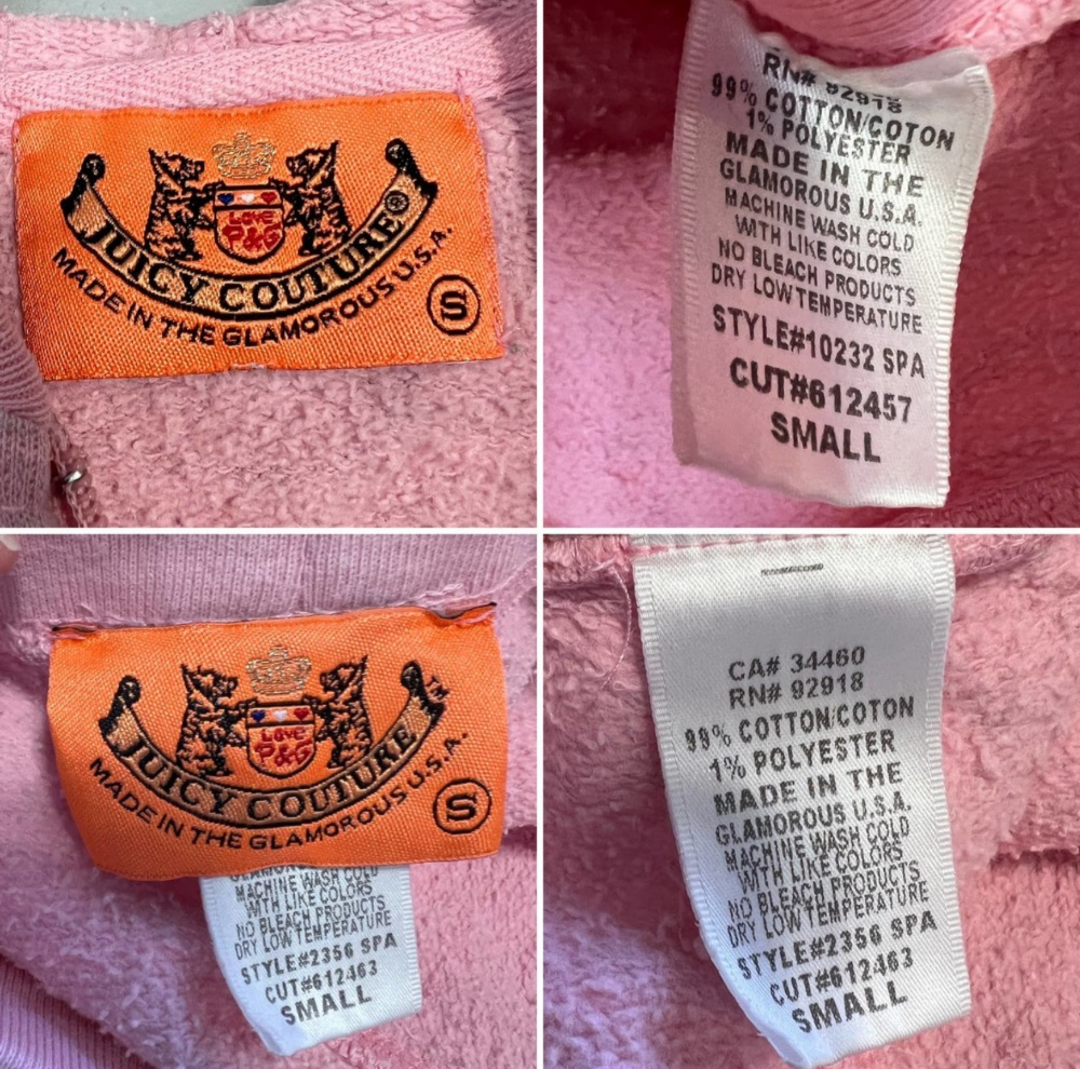 LOVE
P&G
JUICY COUTURE®
MADE IN THE GLAMOROUS U.S.A.
S
RN# 92918
99% COTTON/COTON
1% POLYESTER
MADE IN THE
GLAMOROUS U.S.A.
MACHINE WASH COLD
WITH LIKE COLORS
NO BLEACH PRODUCTS
DRY LOW TEMPERATURE
STYLE#10232 SPA
CUT#612457
SMALL
LOVE
P&G
JUICY COUTURE™
MADE IN THE GLAMOROUS U.S.A.
S
MACHINE WASH COLD
WITH LIKE COLORS
NO BLEACH PRODUCTS
DRY LOW TEMPERATURE
STYLE#2356 SPA
CUT#612463
SMALL
CA# 34460
RN# 92918
99% COTTON/COTON
1% POLYESTER
MADE IN THE
GLAMOROUS U.S.A.
MACHINE WASH COLD
WITH LIKE COLORS
NO BLEACH PRODUCTS
DRY LOW TEMPERATURE
STYLE#2356 SPA
CUT#612463
SMALL